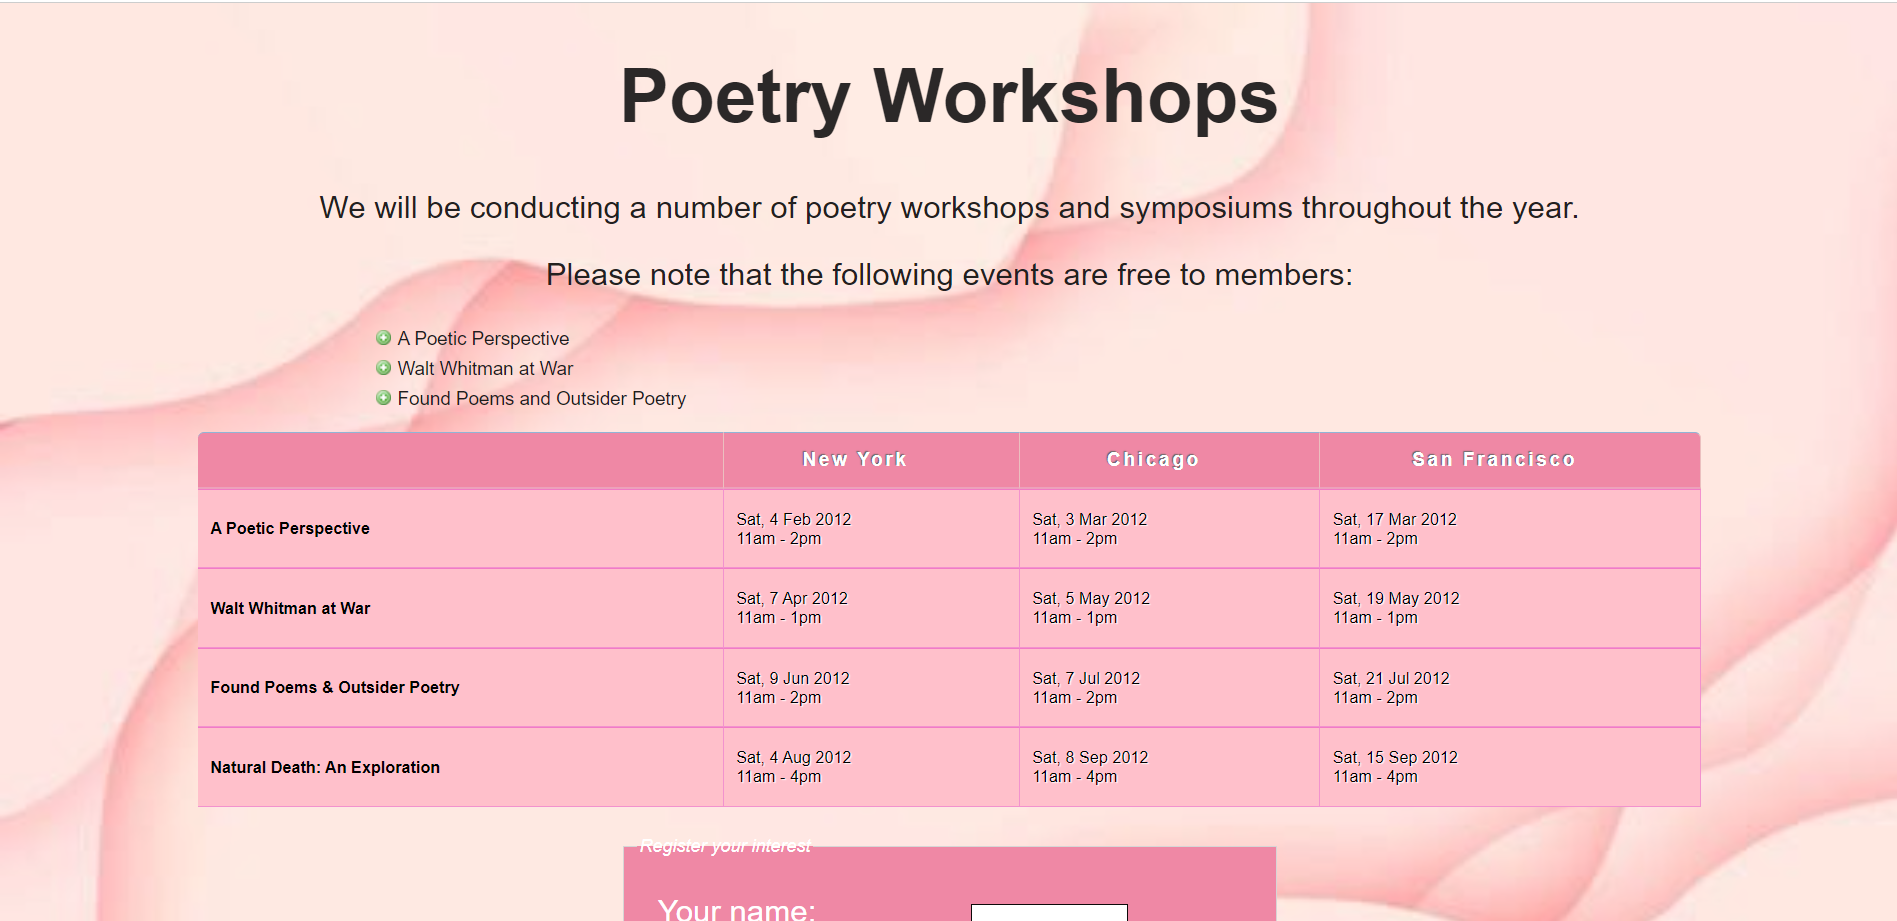 Poetry Workshops
We will be conducting a number of poetry workshops and symposiums throughout the year.
Please note that the following events are free to members:
A Poetic Perspective
Walt Whitman at War
Found Poems and Outsider Poetry
New York Chicago San Francisco
A Poetic Perspective
Sat, 4 Feb 2012
11am - 2pm
Sat, 3 Mar 2012
11am - 2pm
Sat, 17 Mar 2012
11am - 2pm
Walt Whitman at War
Sat, 7 Apr 2012
11am - 1pm
Sat, 5 May 2012
11am - 1pm
Sat, 19 May 2012
11am - 1pm
Found Poems & Outsider Poetry
Sat, 9 Jun 2012
11am - 2pm
Sat, 7 Jul 2012
11am - 2pm
Sat, 21 Jul 2012
11am - 2pm
Natural Death: An Exploration
Sat, 4 Aug 2012
11am - 4pm
Sat, 8 Sep 2012
11am - 4pm
Sat, 15 Sep 2012
11am - 4pm
Register your interest
Your name: